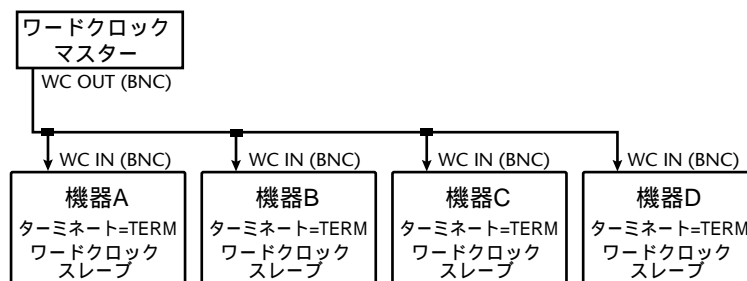 ワードクロック
マスター
WC OUT (BNC)
WC IN (BNC)
WC IN (BNC)
WC IN (BNC)
WC IN (BNC)
機器A
ターミネート=TERM
ワードクロック
スレーブ
機器B
ターミネート=TERM
ワードクロック
スレーブ
機器C
ターミネート=TERM
ワードクロック
スレーブ
機器D
ターミネート=TERM
ワードクロック
スレーブ